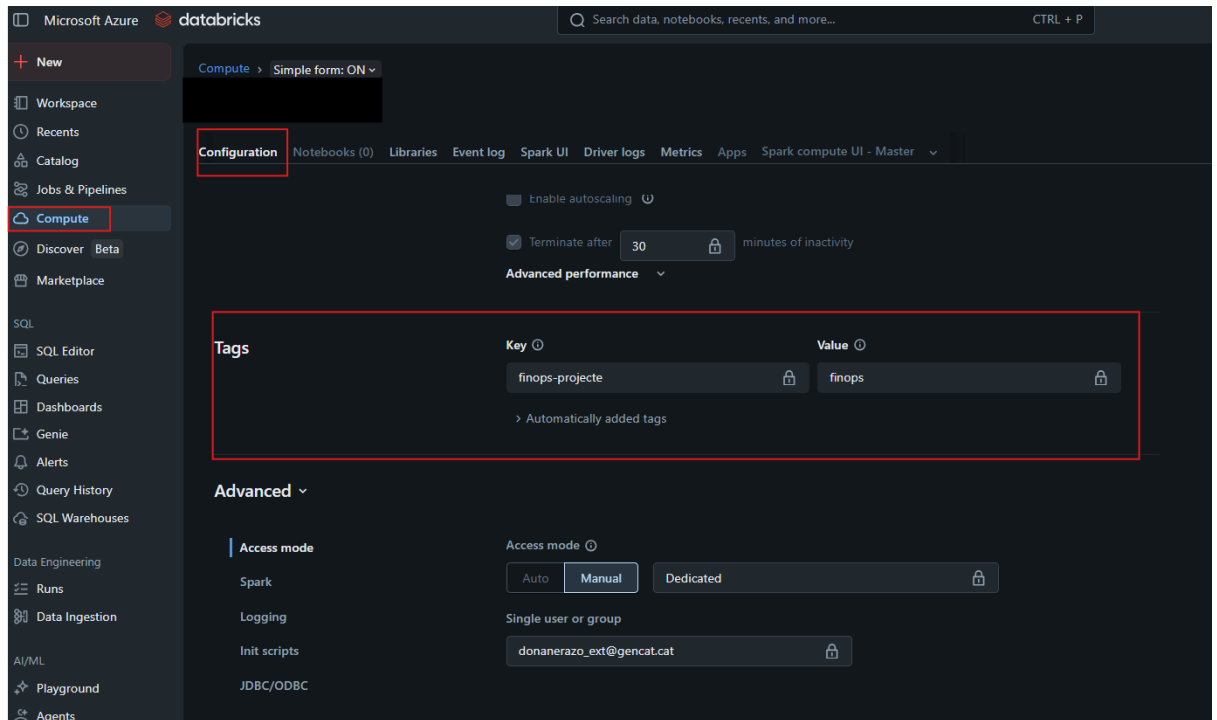 Microsoft Azure databricks Search data, notebooks, recents, and more... CTRL + P
New
Compute > Simple form: ON
Workspace
Recents
Catalog
Jobs & Pipelines
Compute
Discover Beta
Marketplace
SQL
SQL Editor
Queries
Dashboards
Genie
Alerts
Query History
SQL Warehouses
Data Engineering
Runs
Data Ingestion
AI/ML
Playground
Agents
Configuration Notebooks (0) Libraries Event log Spark UI Driver logs Metrics Apps Spark compute UI - Master
Enable autoscaling
Terminate after 30 minutes of inactivity
Advanced performance
Tags
Key Value
finops-projecte finops
> Automatically added tags
Advanced
Access mode
Spark
Logging
Init scripts
JDBC/ODBC
Access mode
Auto Manual Dedicated
Single user or group
donanerazo_ext@gencat.cat